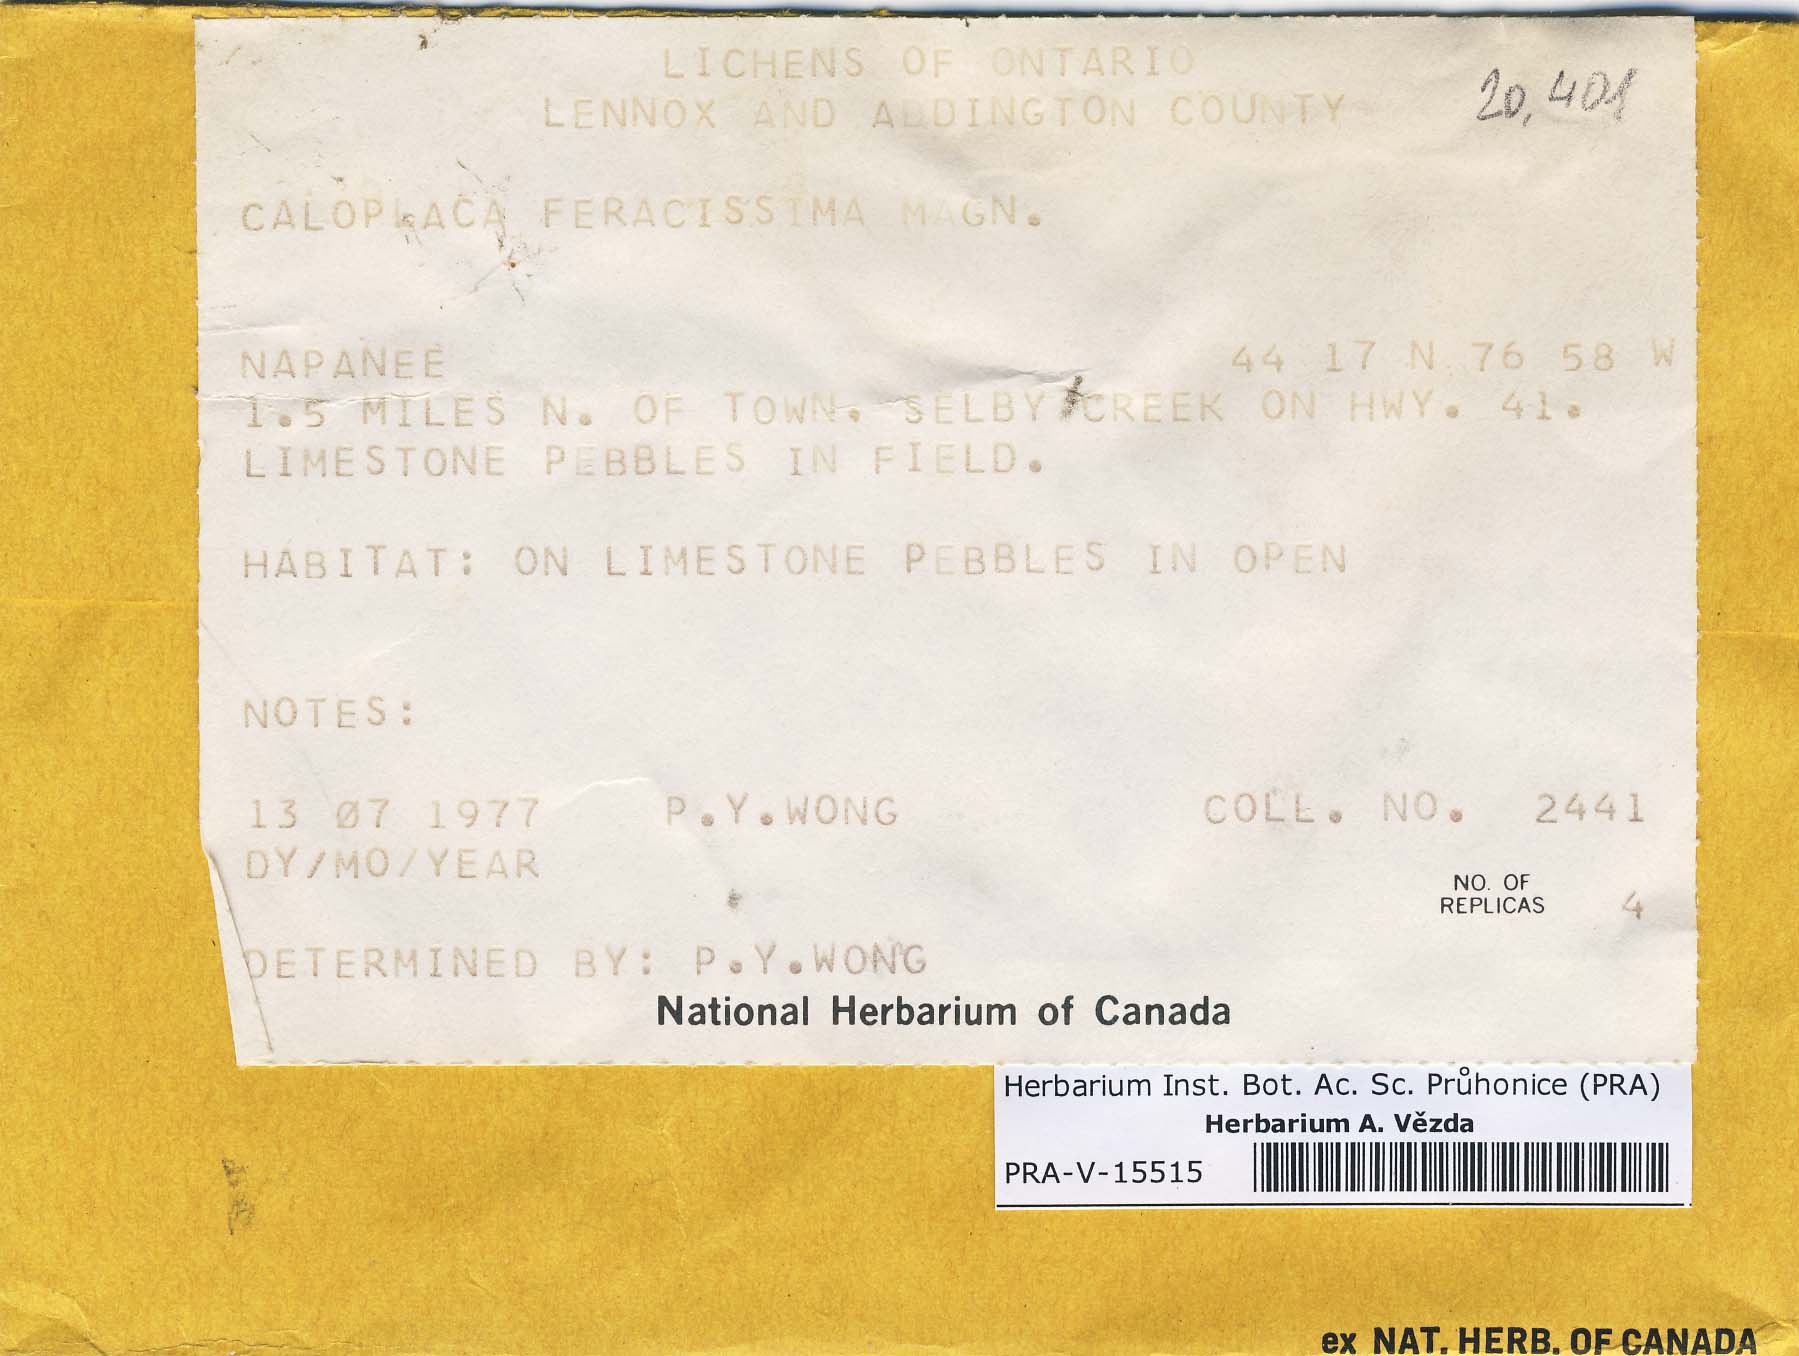 LICHENS OF ONTARIO
LENNOX AND ADDINGTON COUNTY
20,401
CALOPLACA FERACISSIMA MAGN.
NAPANEE 44 17 N 76 58 W
1.5 MILES N. OF TOWN. SELBY CREEK ON HWY. 41.
LIMESTONE PEBBLES IN FIELD.
HABITAT: ON LIMESTONE PEBBLES IN OPEN
NOTES:
13 07 1977 P.Y.WONG COLL. NO. 2441
DY/MO/YEAR
NO. OF
REPLICAS 4
DETERMINED BY: P.Y.WONG
National Herbarium of Canada
Herbarium Inst. Bot. Ac. Sc. Průhonice (PRA)
Herbarium A. Vězda
PRA-V-15515
ex NAT. HERB. OF CANADA